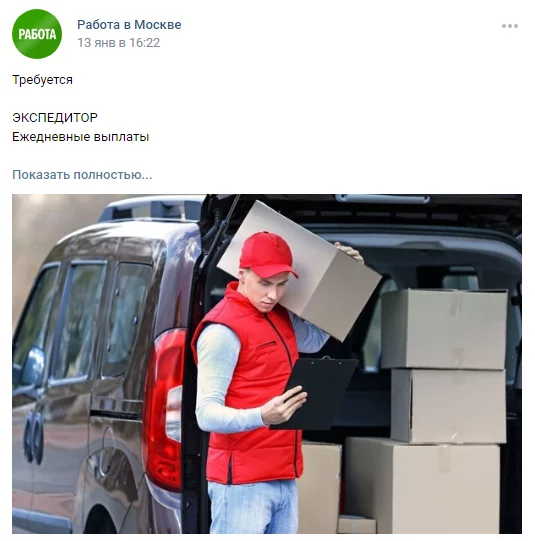 РАБОТА
Работа в Москве
13 янв в 16:22
Требуется
ЭКСПЕДИТОР
Ежедневные выплаты
Показать полностью...